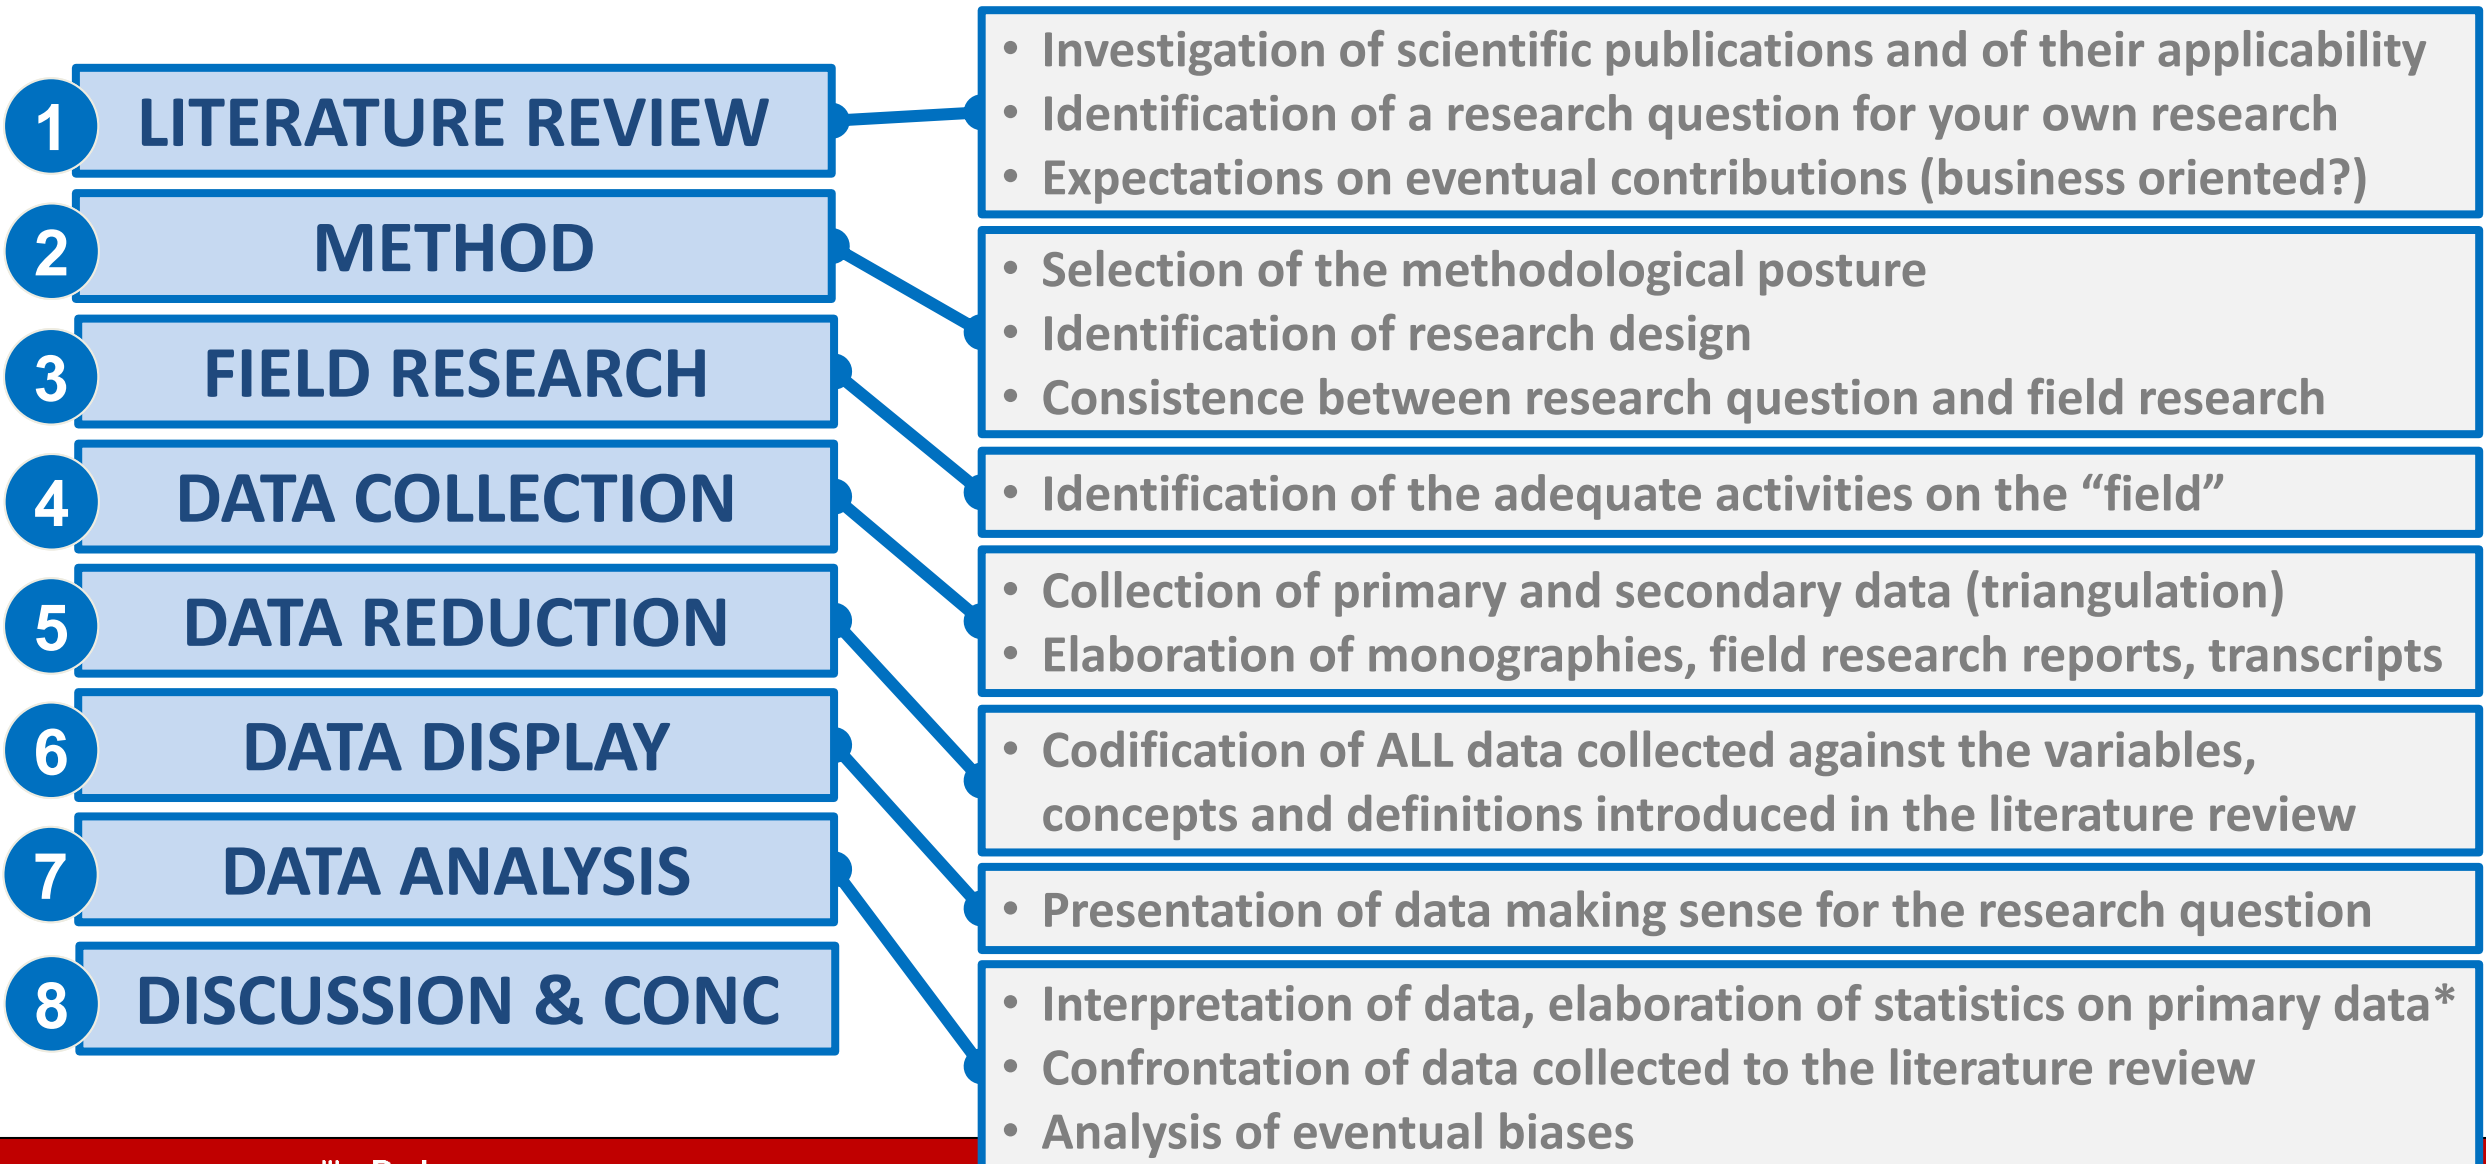 1 LITERATURE REVIEW
• Investigation of scientific publications and of their applicability
• Identification of a research question for your own research
• Expectations on eventual contributions (business oriented?)
2 METHOD
• Selection of the methodological posture
• Identification of research design
• Consistence between research question and field research
3 FIELD RESEARCH
• Identification of the adequate activities on the “field”
4 DATA COLLECTION
• Collection of primary and secondary data (triangulation)
• Elaboration of monographies, field research reports, transcripts
5 DATA REDUCTION
• Codification of ALL data collected against the variables,
concepts and definitions introduced in the literature review
6 DATA DISPLAY
• Presentation of data making sense for the research question
7 DATA ANALYSIS
• Interpretation of data, elaboration of statistics on primary data*
• Confrontation of data collected to the literature review
• Analysis of eventual biases
8 DISCUSSION & CONC